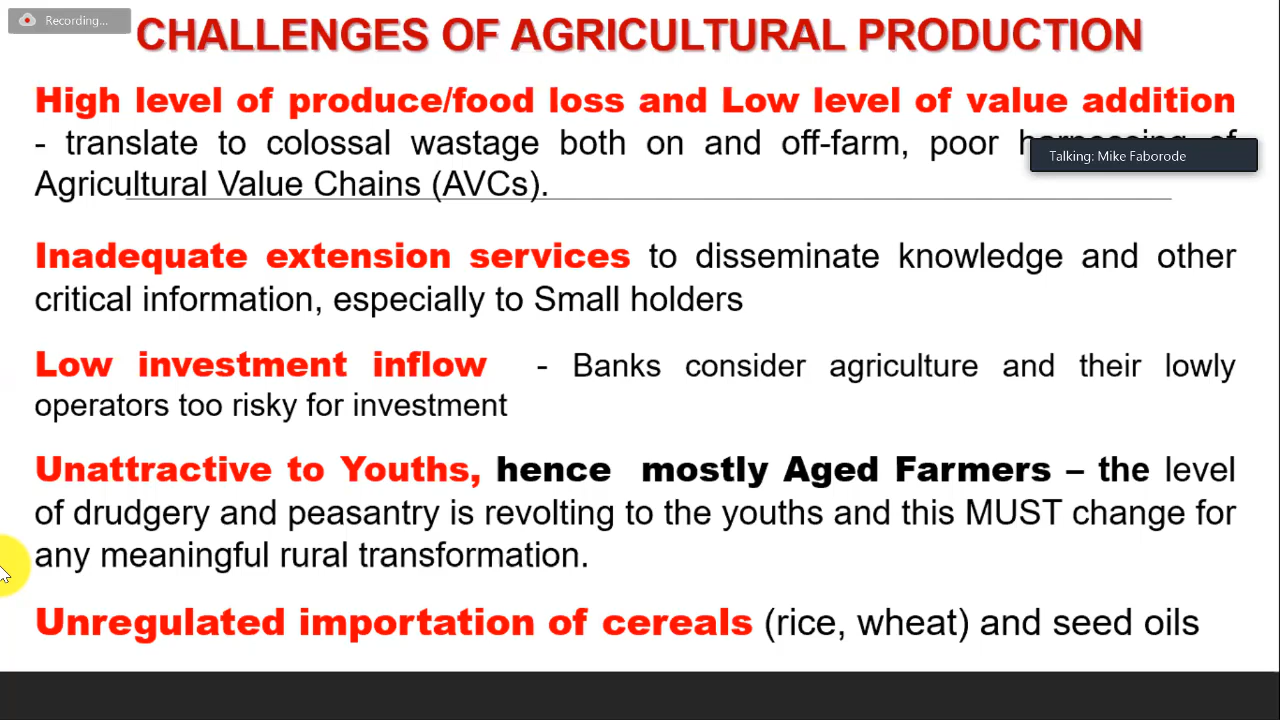 Recording...
CHALLENGES OF AGRICULTURAL PRODUCTION
High level of produce/food loss and Low level of value addition
- translate to colossal wastage both on and off-farm, poor
Talking: Mike Faborode
Agricultural Value Chains (AVCs).
Inadequate extension services to disseminate knowledge and other
critical information, especially to Small holders
Low investment inflow - Banks consider agriculture and their lowly
operators too risky for investment
Unattractive to Youths, hence mostly Aged Farmers – the level
of drudgery and peasantry is revolting to the youths and this MUST change for
any meaningful rural transformation.
Unregulated importation of cereals (rice, wheat) and seed oils